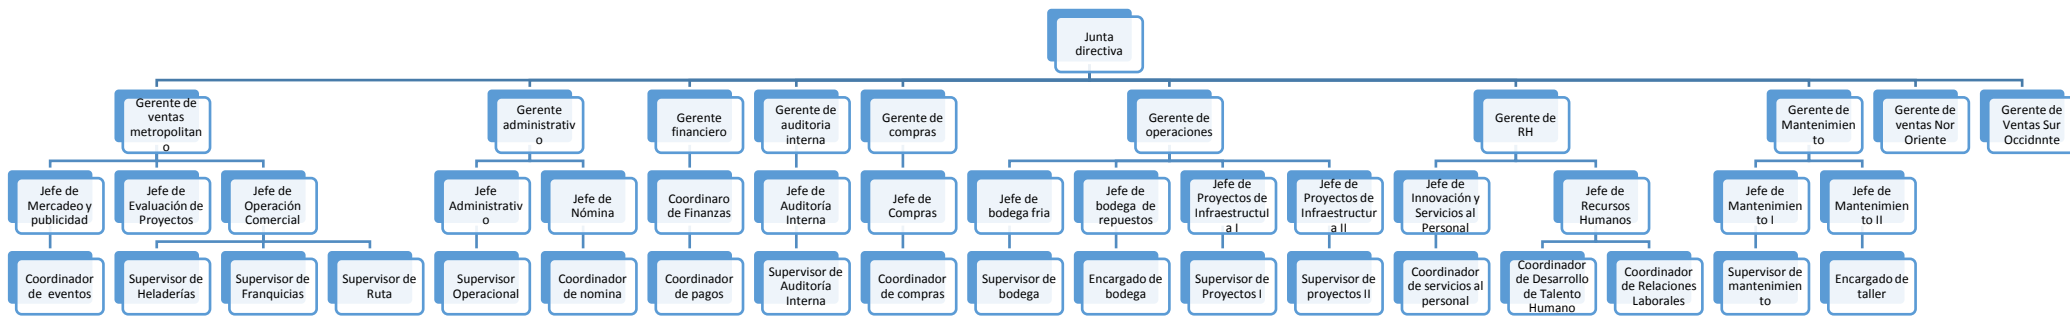 Junta
directiva
Gerente de
ventas
metropolitan
o
Gerente
administrativ
o
Gerente
financiero
Gerente de
auditoria
interna
Gerente de
compras
Gerente de
operaciones
Gerente de
RH
Gerente de
Mantenimien
to
Gerente de
ventas Nor
Oriente
Gerente de
Ventas Sur
Occidnnte
Jefe de
Mercadeo y
publicidad
Jefe de
Evaluación de
Proyectos
Jefe de
Operación
Comercial
Jefe
Administrativ
o
Jefe de
Nómina
Coordinaro
de Finanzas
Jefe de
Auditoría
Interna
Jefe de
Compras
Jefe de
bodega fria
Jefe de
bodega de
repuestos
Jefe de
Proyectos de
Infraestructul
a I
Jefe de
Proyectos de
Infraestructur
a II
Jefe de
Innovación y
Servicios al
Personal
Jefe de
Recursos
Humanos
Jefe de
Mantenimien
to I
Jefe de
Mantenimien
to II
Coordinador
de eventos
Supervisor de
Heladerías
Supervisor de
Franquicias
Supervisor de
Ruta
Supervisor
Operacional
Coordinador
de nomina
Coordinador
de pagos
Supervisor de
Auditoría
Interna
Coordinador
de compras
Supervisor de
bodega
Encargado de
bodega
Supervisor de
Proyectos I
Supervisor de
proyectos II
Coordinador
de servicios al
personal
Coordinador
de Desarrollo
de Talento
Humano
Coordinador
de Relaciones
Laborales
Supervisor de
mantenimien
to
Encargado de
taller